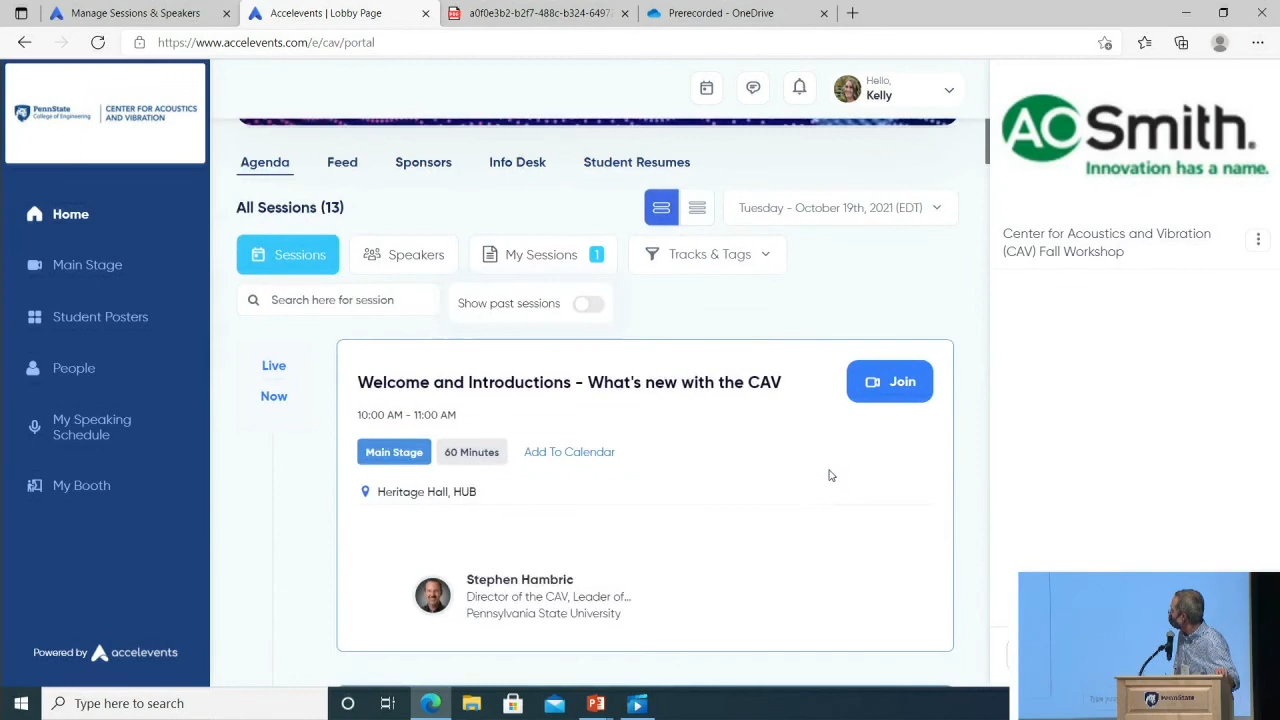 Manage Sessions & Speakers
Accelevents | Lobby Page
a0f0e3b2-b2f7-488c-b324-6497
Prerecorded - OneDrive
https://www.accelevents.com/e/cav/portal
PennState
College of Engineering
CENTER FOR ACOUSTICS
AND VIBRATION
Home
Main Stage
Student Posters
People
My Speaking
Schedule
My Booth
Powered by accelevents
Hello,
Kelly
Agenda
Feed
Sponsors
Info Desk
Student Resumes
All Sessions (13)
Tuesday - October 19th, 2021 (EDT)
Sessions
Speakers
My Sessions 1
Tracks & Tags
Search here for session
Show past sessions
Live
Now
Welcome and Introductions - What's new with the CAV
Join
10:00 AM - 11:00 AM
Main Stage
60 Minutes
Add To Calendar
Heritage Hall, HUB
Stephen Hambric
Director of the CAV, Leader of...
Pennsylvania State University
AO Smith.
Innovation has a name.
Center for Acoustics and Vibration
(CAV) Fall Workshop
PennState
Type here to search